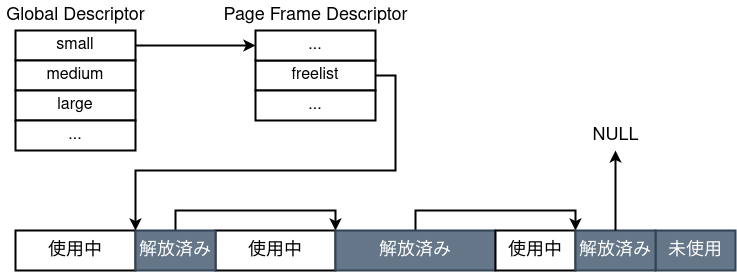 Global Descriptor
small
medium
large
...
Page Frame Descriptor
...
freelist
...
NULL
使用中
解放済み
使用中
解放済み
使用中
解放済み
未使用